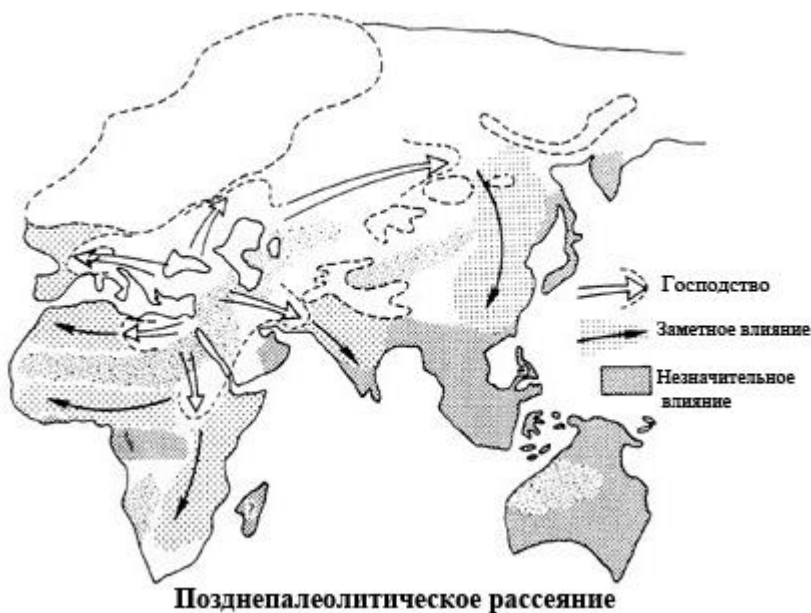 Господство
Заметное влияние
Незначительное
влияние
Позднепалеолитическое рассеяние